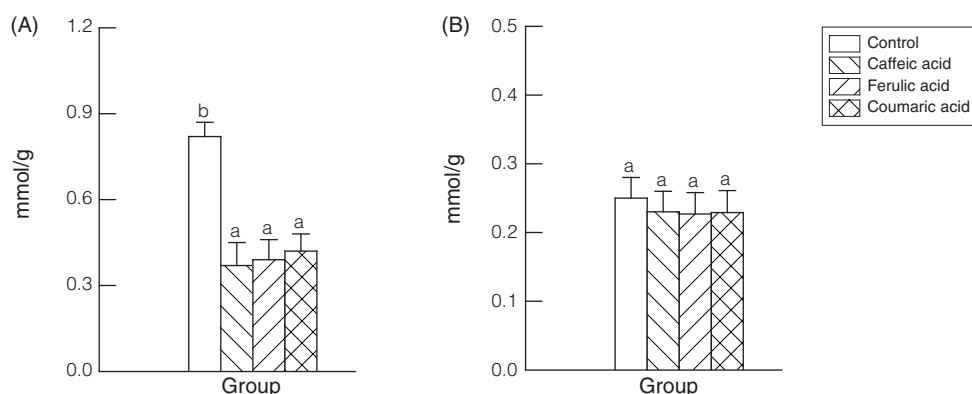 (A)
1.2
0.9
0.6
0.3
0.0
mmol/g
b
a
a
a
Group
(B)
0.5
0.4
0.3
0.2
0.1
0.0
mmol/g
a
a
a
a
Group
Control
Caffeic acid
Ferulic acid
Coumaric acid